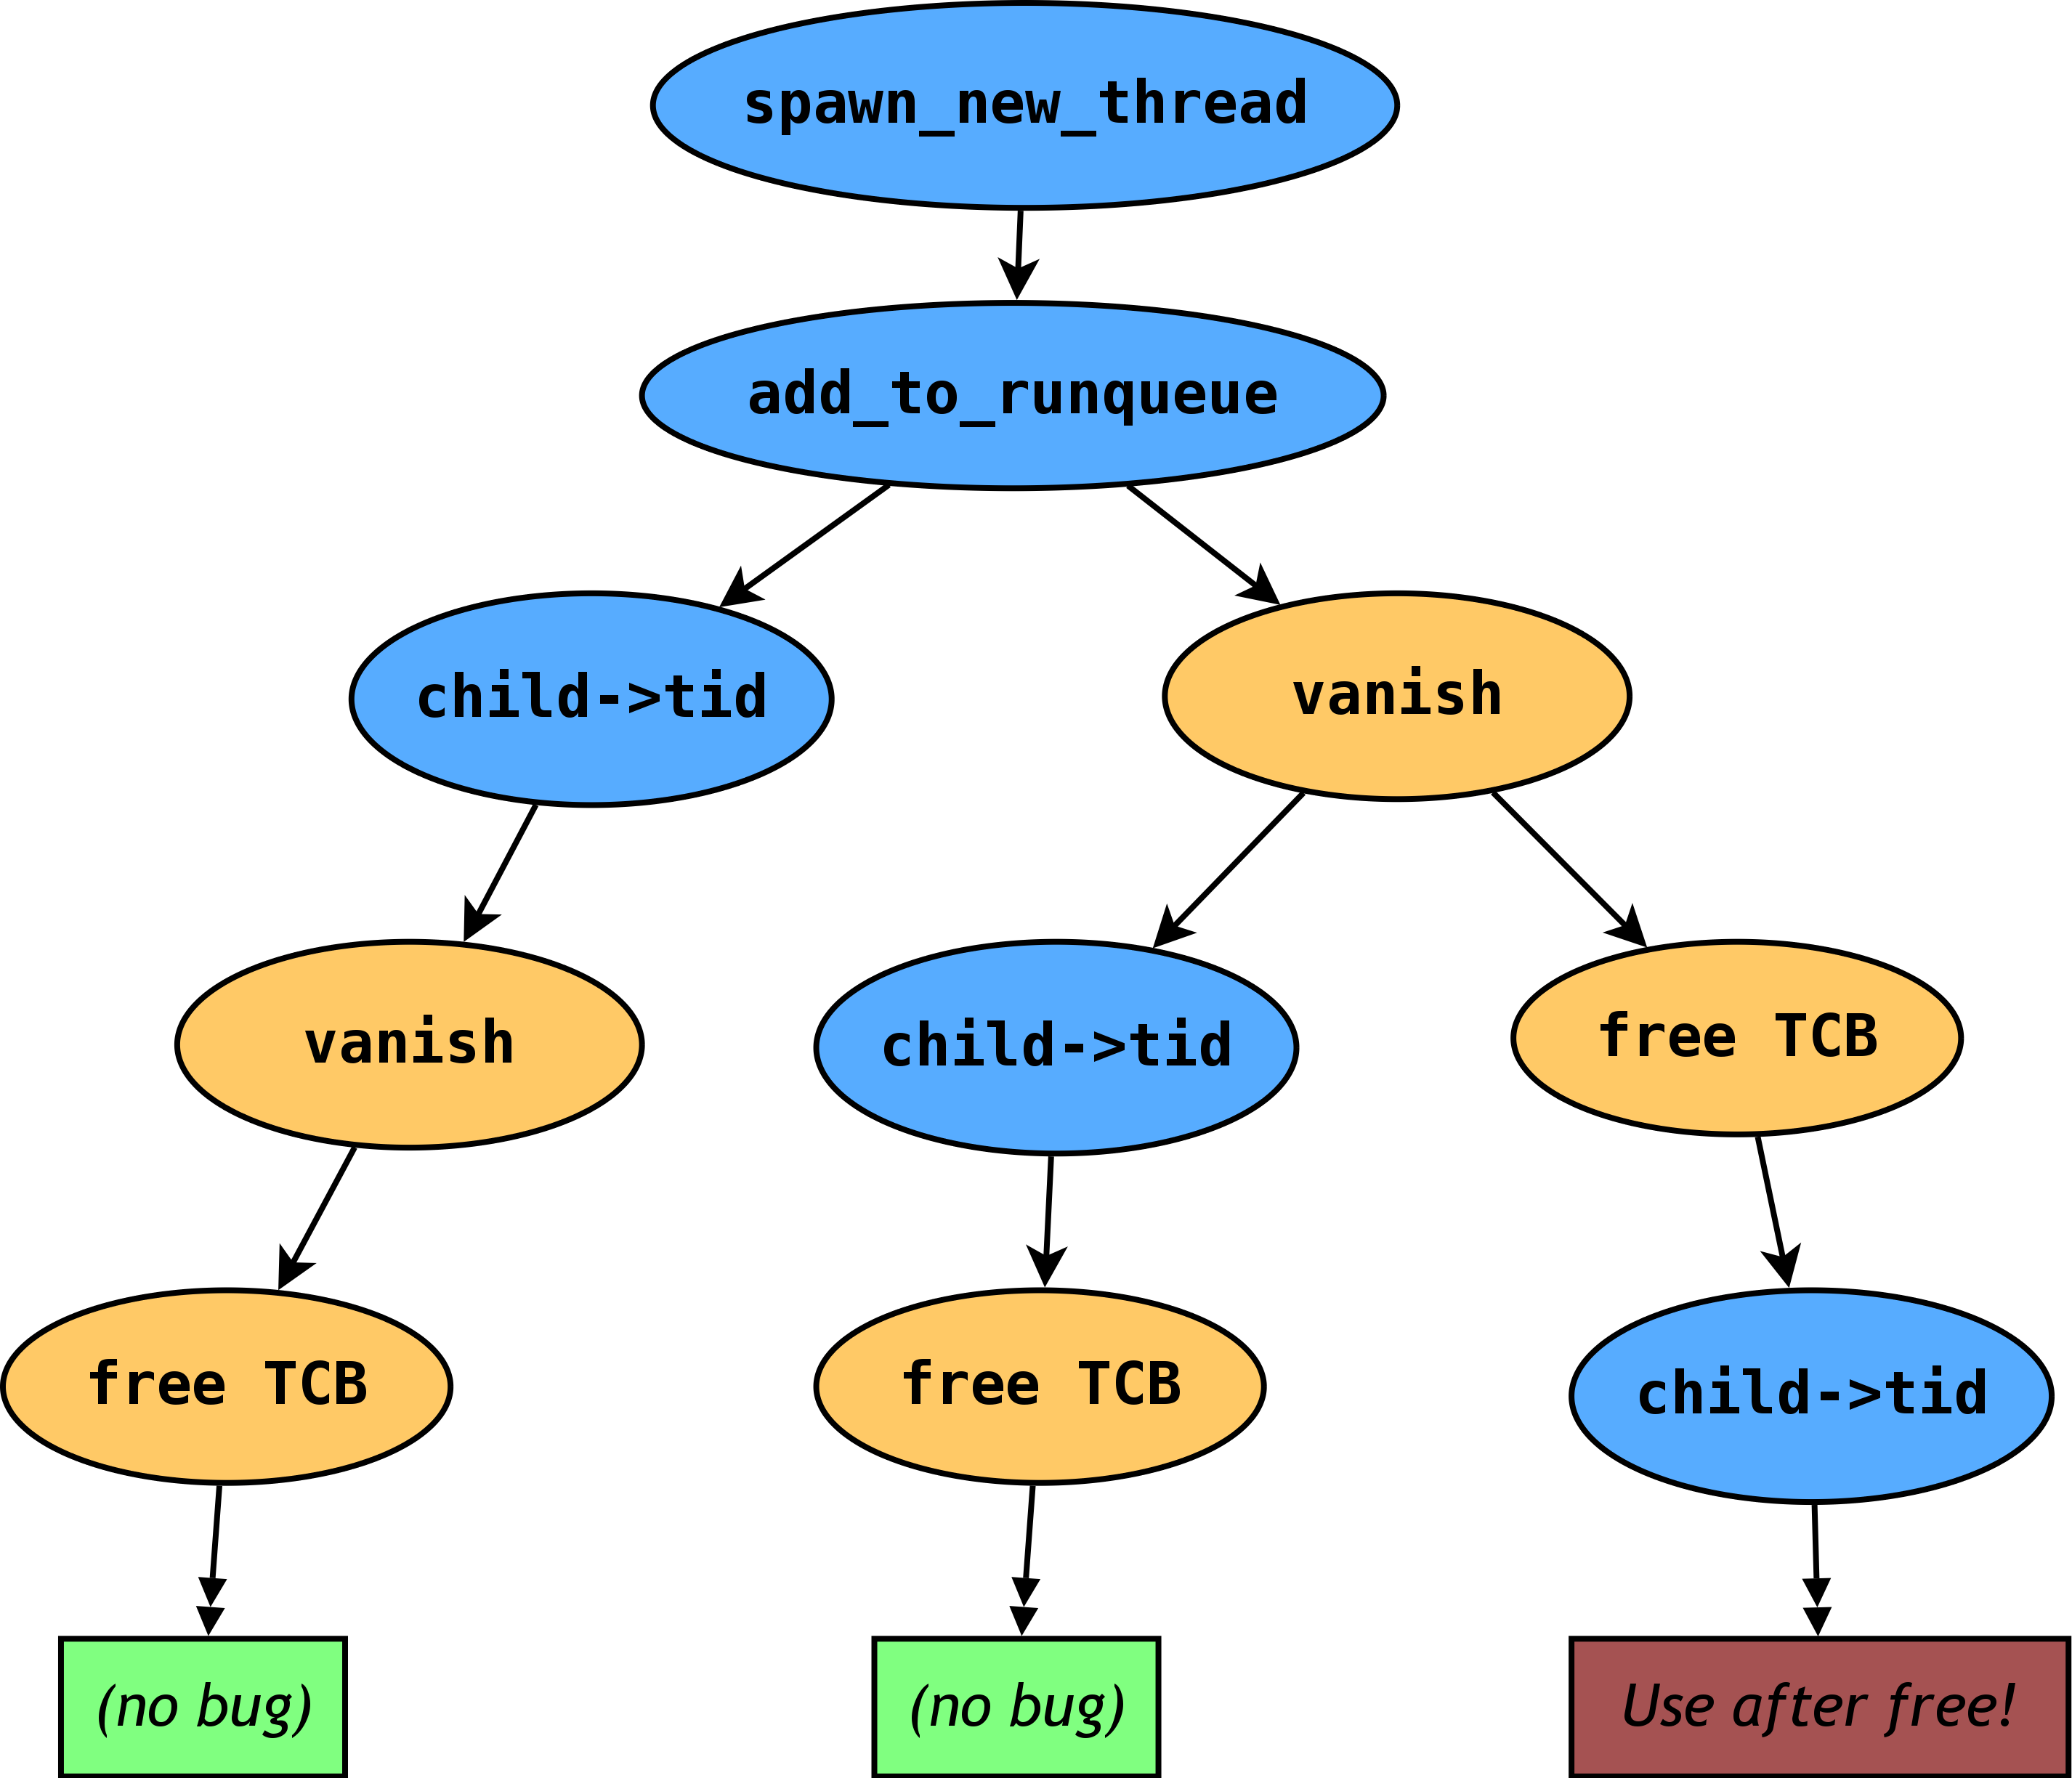 spawn_new_thread
add_to_runqueue
child->tid
vanish
vanish
child->tid
free TCB
free TCB
free TCB
child->tid
(no bug)
(no bug)
Use after free!